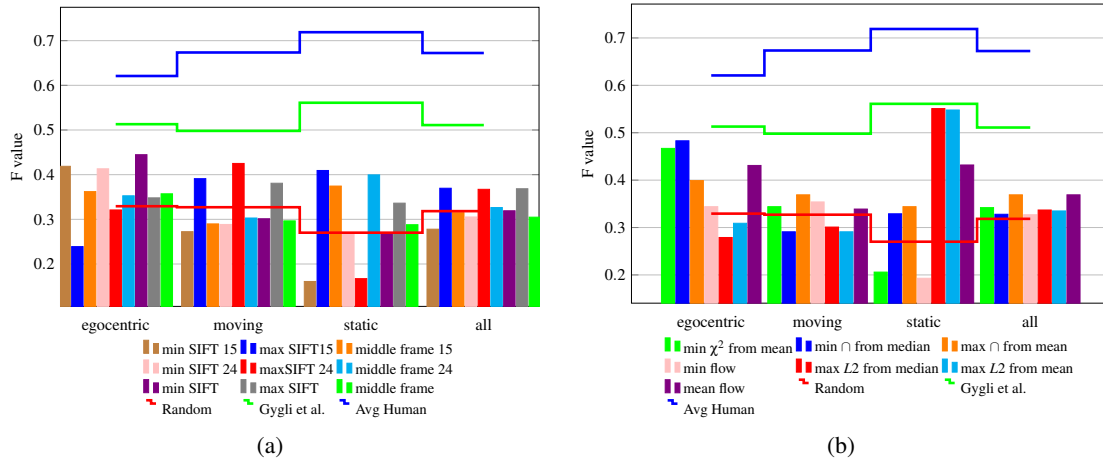 0.7
0.6
0.5
0.4
0.3
0.2
F value
egocentric moving static all
min SIFT 15 max SIFT15 middle frame 15
min SIFT 24 maxSIFT 24 middle frame 24
min SIFT max SIFT middle frame
Random Gygli et al. Avg Human
(a)
0.7
0.6
0.5
0.4
0.3
0.2
F value
egocentric moving static all
min χ² from mean min ∩ from median max ∩ from mean
min flow max L2 from median max L2 from mean
mean flow Random Gygli et al.
Avg Human
(b)